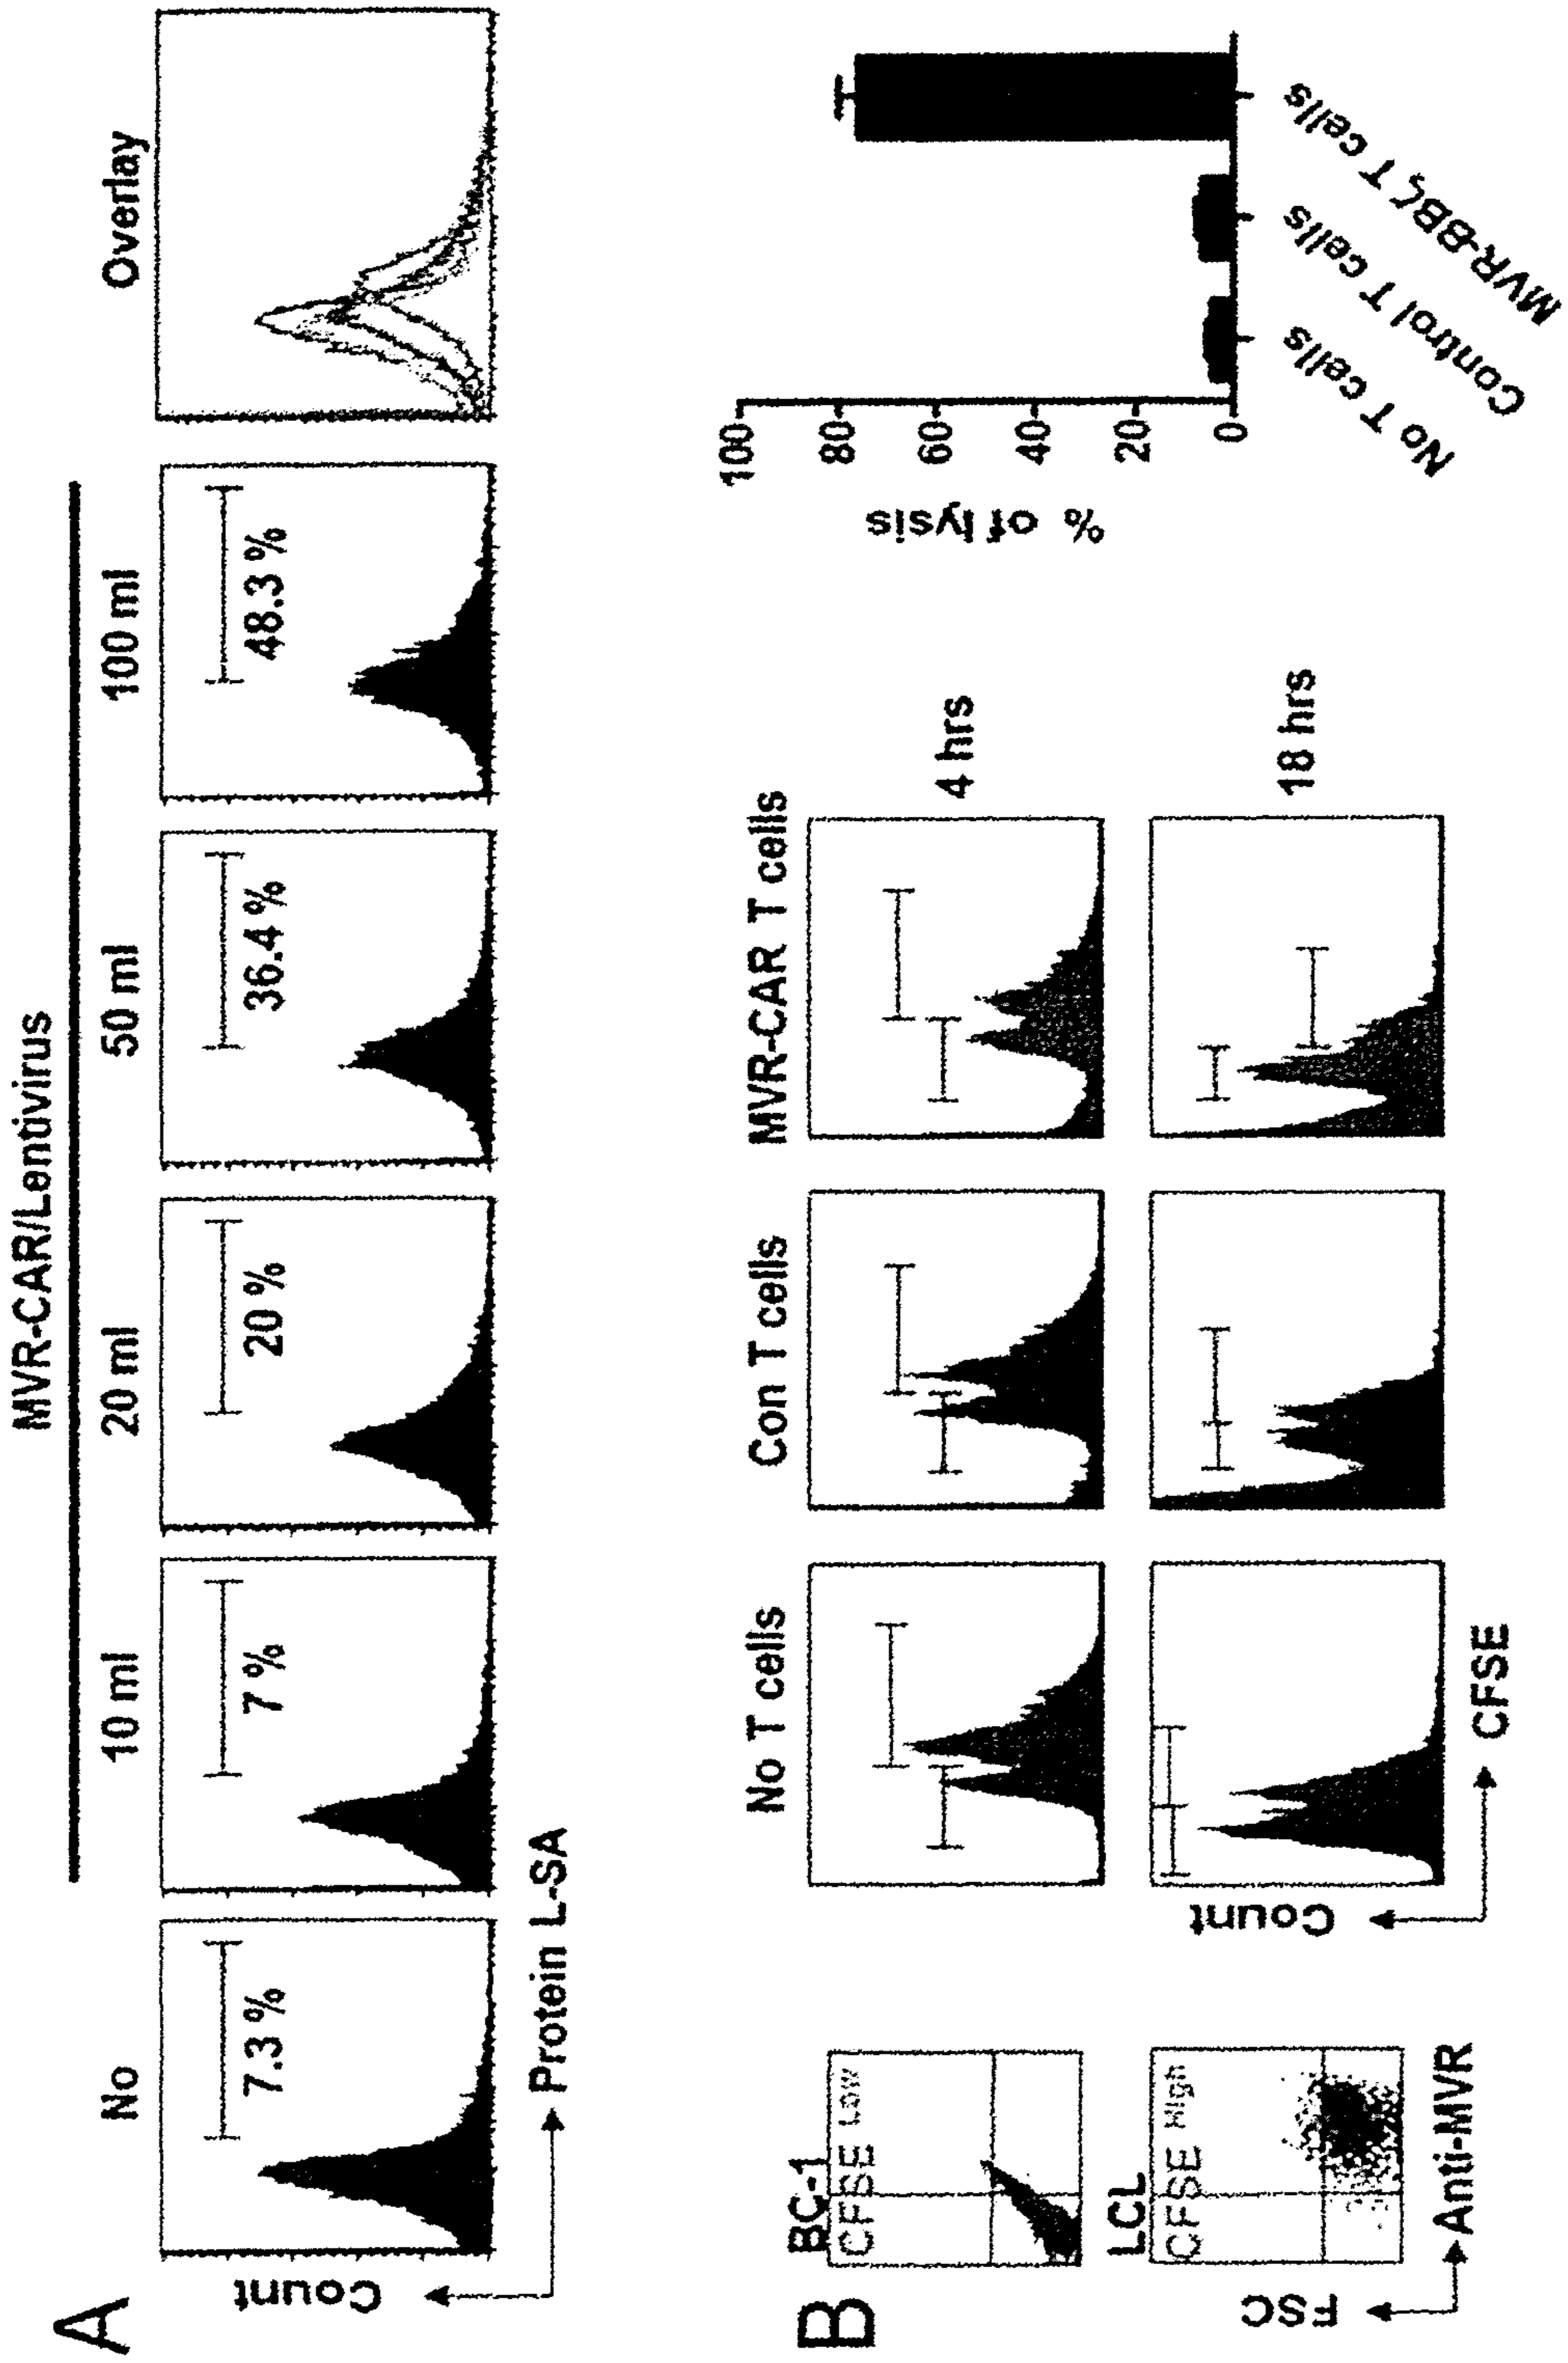 A
MVR-CAR/Lentivirus
No
10 ml
20 ml
50 ml
100 ml
Overlay
Count
7.3 %
7 %
20 %
36.4 %
48.3 %
Protein L-SA
B
BC-1
CFSE Low
LCL
CFSE High
FSC
Anti-MVR
No T cells
Con T cells
MVR-CAR T cells
4 hrs
18 hrs
Count
CFSE
% of lysis
100
80
60
40
20
0
No T cells
Control T cells
MVR-BBζ T cells